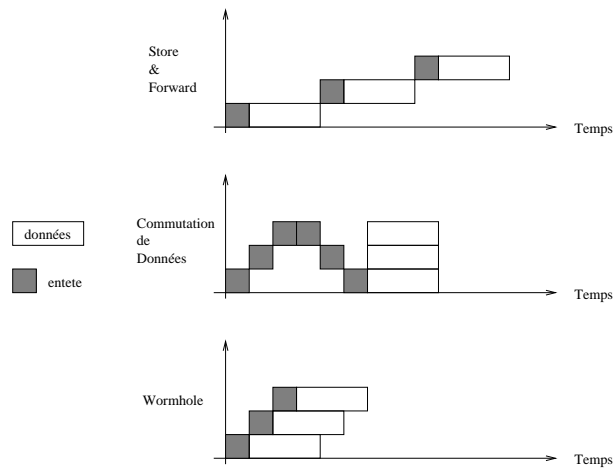 Store
&
Forward
Temps
données
entete
Commutation
de
Données
Temps
Wormhole
Temps